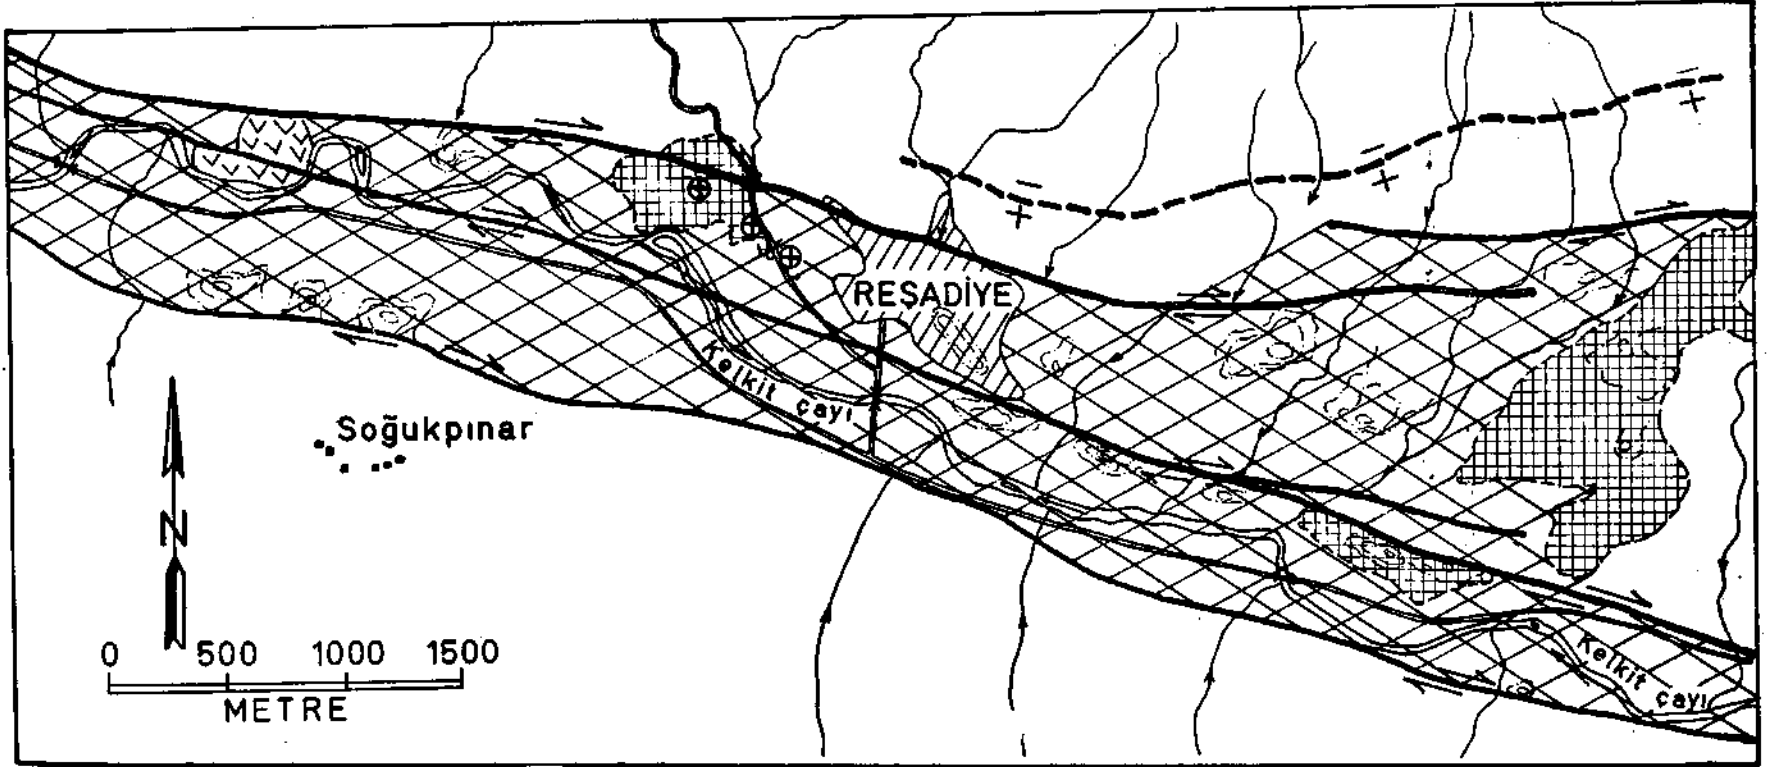 REŞADİYE
Kelkit çayı
Soğukpınar
N
0 500 1000 1500
METRE
Kelkit çayı